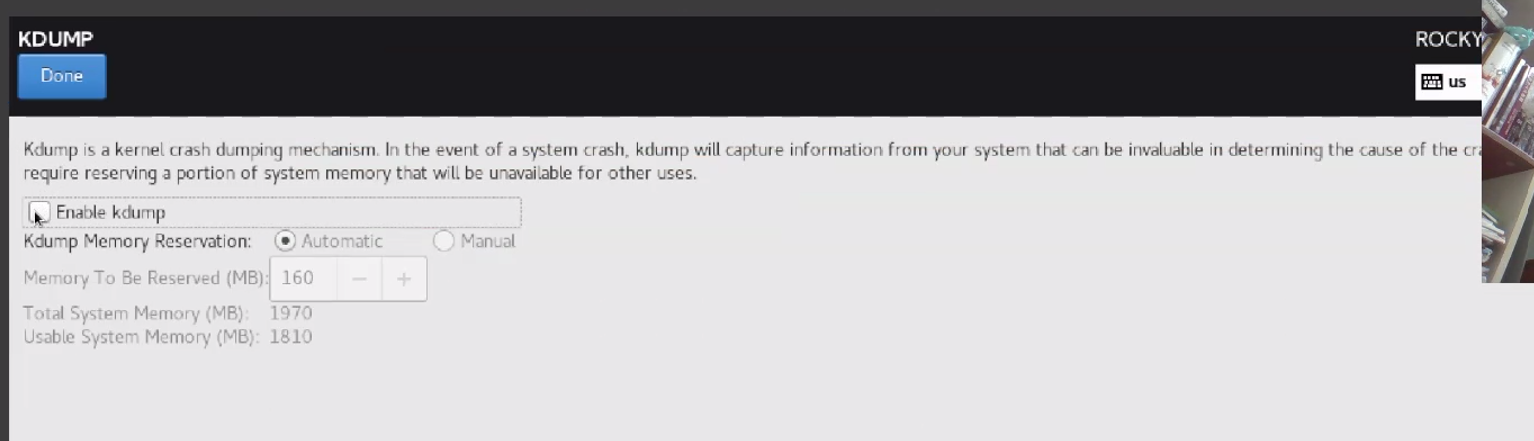 KDUMP
ROCKY
Done
us
Kdump is a kernel crash dumping mechanism. In the event of a system crash, kdump will capture information from your system that can be invaluable in determining the cause of the
require reserving a portion of system memory that will be unavailable for other uses.
Enable kdump
Kdump Memory Reservation: Automatic Manual
Memory To Be Reserved (MB): 160 − +
Total System Memory (MB): 1970
Usable System Memory (MB): 1810